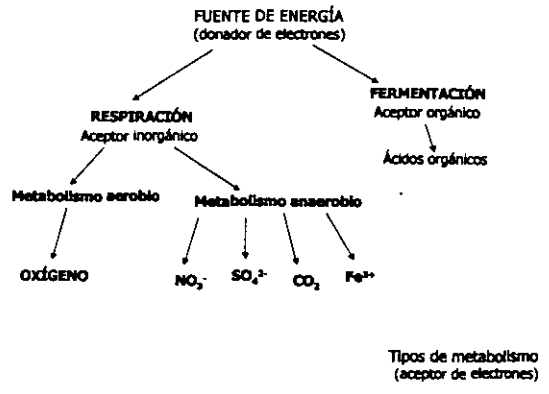 FUENTE DE ENERGÍA
(donador de electrones)
RESPIRACIÓN
Aceptor inorgánico
FERMENTACIÓN
Aceptor orgánico
Ácidos orgánicos
Metabolismo aerobio
Metabolismo anaerobio
OXÍGENO
NO₃⁻
SO₄²⁻
CO₂
Fe³⁺
Tipos de metabolismo
(aceptor de electrones)